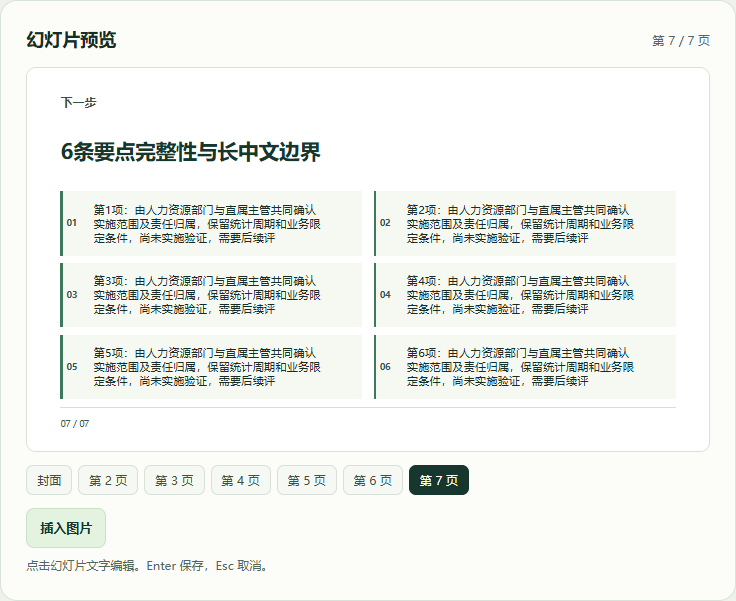 幻灯片预览
第 7 / 7 页
下一步
6条要点完整性与长中文边界
01
第1项：由人力资源部门与直属主管共同确认
实施范围及责任归属，保留统计周期和业务限
定条件，尚未实施验证，需要后续评
02
第2项：由人力资源部门与直属主管共同确认
实施范围及责任归属，保留统计周期和业务限
定条件，尚未实施验证，需要后续评
03
第3项：由人力资源部门与直属主管共同确认
实施范围及责任归属，保留统计周期和业务限
定条件，尚未实施验证，需要后续评
04
第4项：由人力资源部门与直属主管共同确认
实施范围及责任归属，保留统计周期和业务限
定条件，尚未实施验证，需要后续评
05
第5项：由人力资源部门与直属主管共同确认
实施范围及责任归属，保留统计周期和业务限
定条件，尚未实施验证，需要后续评
06
第6项：由人力资源部门与直属主管共同确认
实施范围及责任归属，保留统计周期和业务限
定条件，尚未实施验证，需要后续评
07 / 07
封面
第 2 页
第 3 页
第 4 页
第 5 页
第 6 页
第 7 页
插入图片
点击幻灯片文字编辑。Enter 保存，Esc 取消。